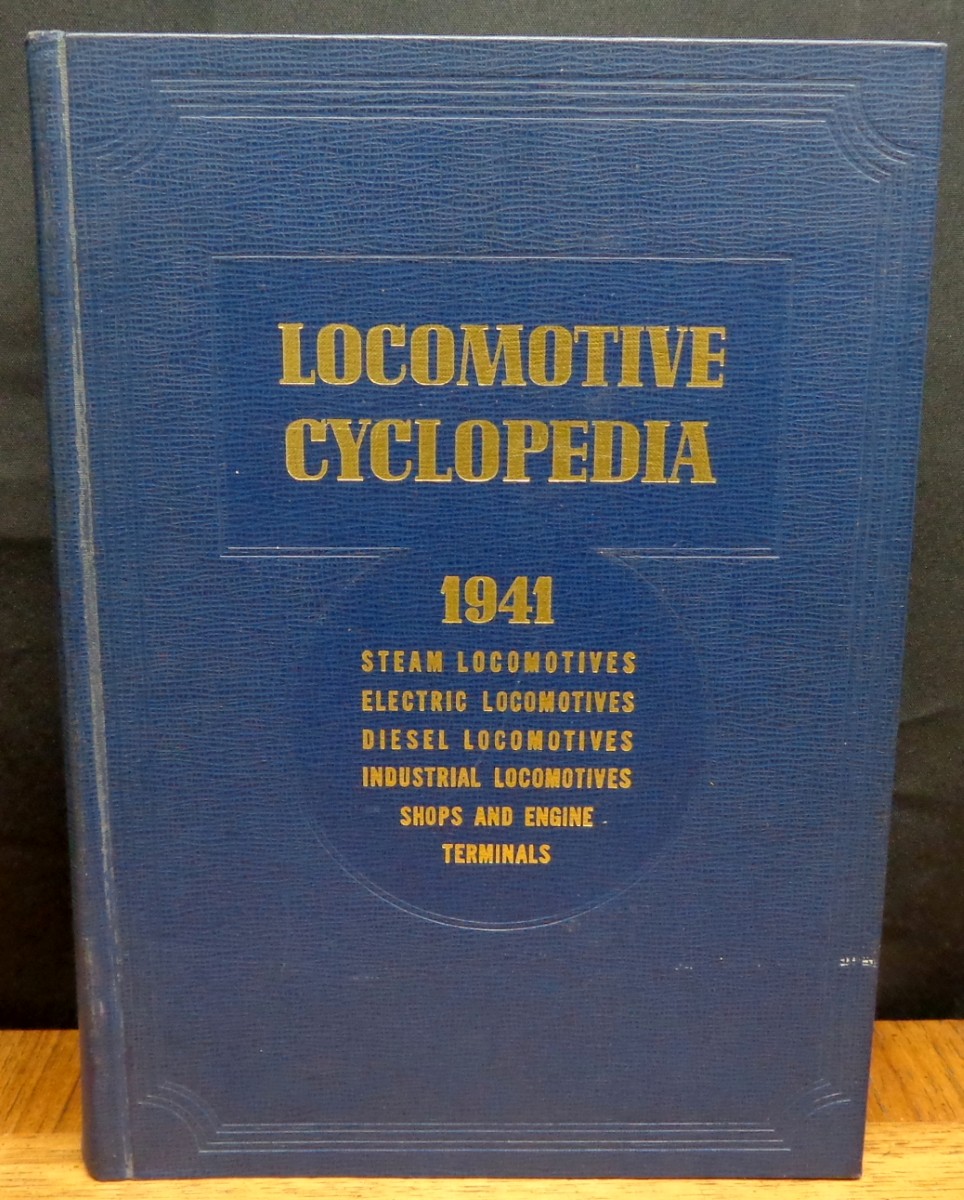 LOCOMOTIVE
CYCLOPEDIA
1941
STEAM LOCOMOTIVES
ELECTRIC LOCOMOTIVES
DIESEL LOCOMOTIVES
INDUSTRIAL LOCOMOTIVES
SHOPS AND ENGINE
TERMINALS